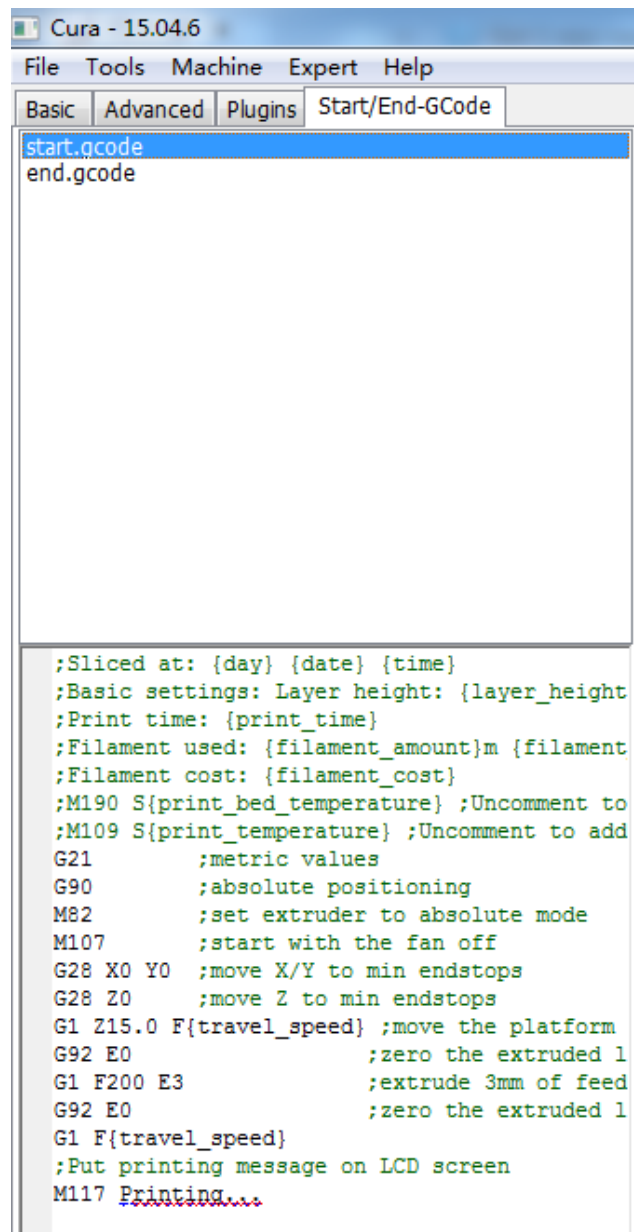 Cura - 15.04.6
File Tools Machine Expert Help
Basic Advanced Plugins Start/End-GCode
start.gcode
end.gcode
;Sliced at: {day} {date} {time}
;Basic settings: Layer height: {layer_height
;Print time: {print_time}
;Filament used: {filament_amount}m {filament
;Filament cost: {filament_cost}
;M190 S{print_bed_temperature} ;Uncomment to
;M109 S{print_temperature} ;Uncomment to add
G21 ;metric values
G90 ;absolute positioning
M82 ;set extruder to absolute mode
M107 ;start with the fan off
G28 X0 Y0 ;move X/Y to min endstops
G28 Z0 ;move Z to min endstops
G1 Z15.0 F{travel_speed} ;move the platform
G92 E0 ;zero the extruded l
G1 F200 E3 ;extrude 3mm of feed
G92 E0 ;zero the extruded l
G1 F{travel_speed}
;Put printing message on LCD screen
M117 Printing...